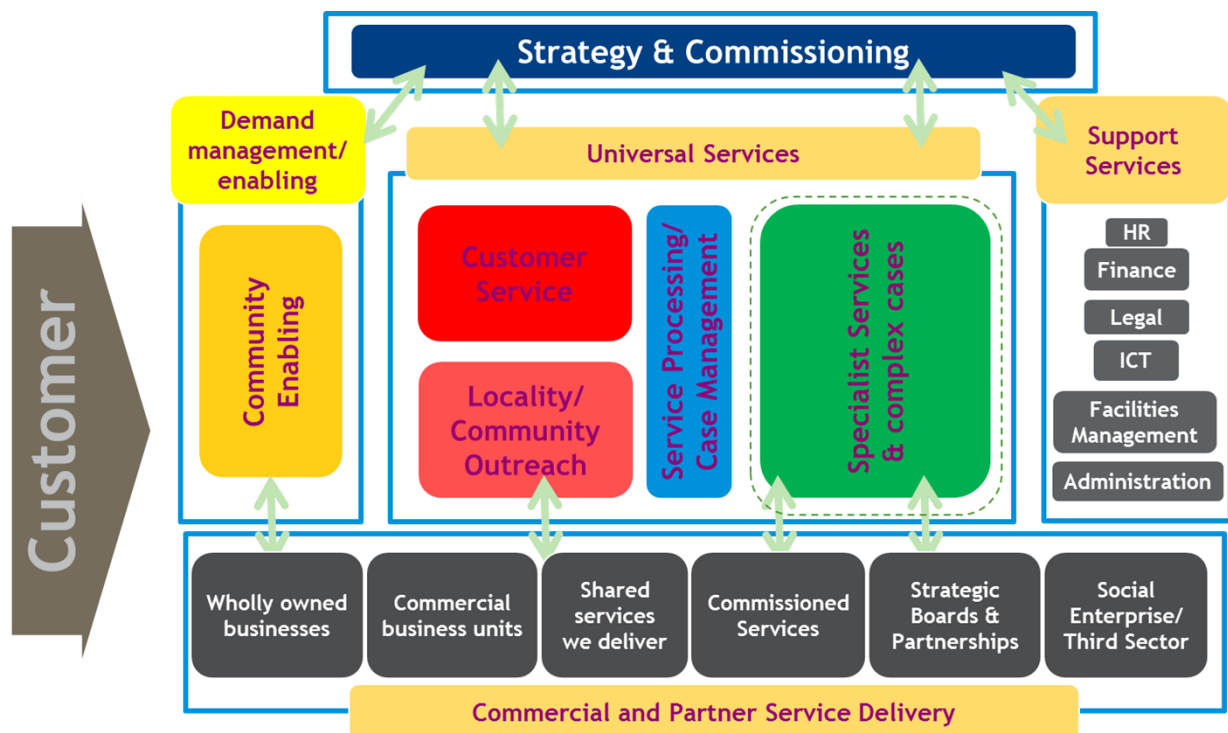 Strategy & Commissioning
Demand
management/
enabling
Universal Services
Support
Services
Customer
Community
Enabling
Customer
Service
Locality/
Community
Outreach
Service Processing/
Case Management
Specialist Services
& complex cases
HR
Finance
Legal
ICT
Facilities
Management
Administration
Wholly owned
businesses
Commercial
business units
Shared
services
we deliver
Commissioned
Services
Strategic
Boards &
Partnerships
Social
Enterprise/
Third Sector
Commercial and Partner Service Delivery